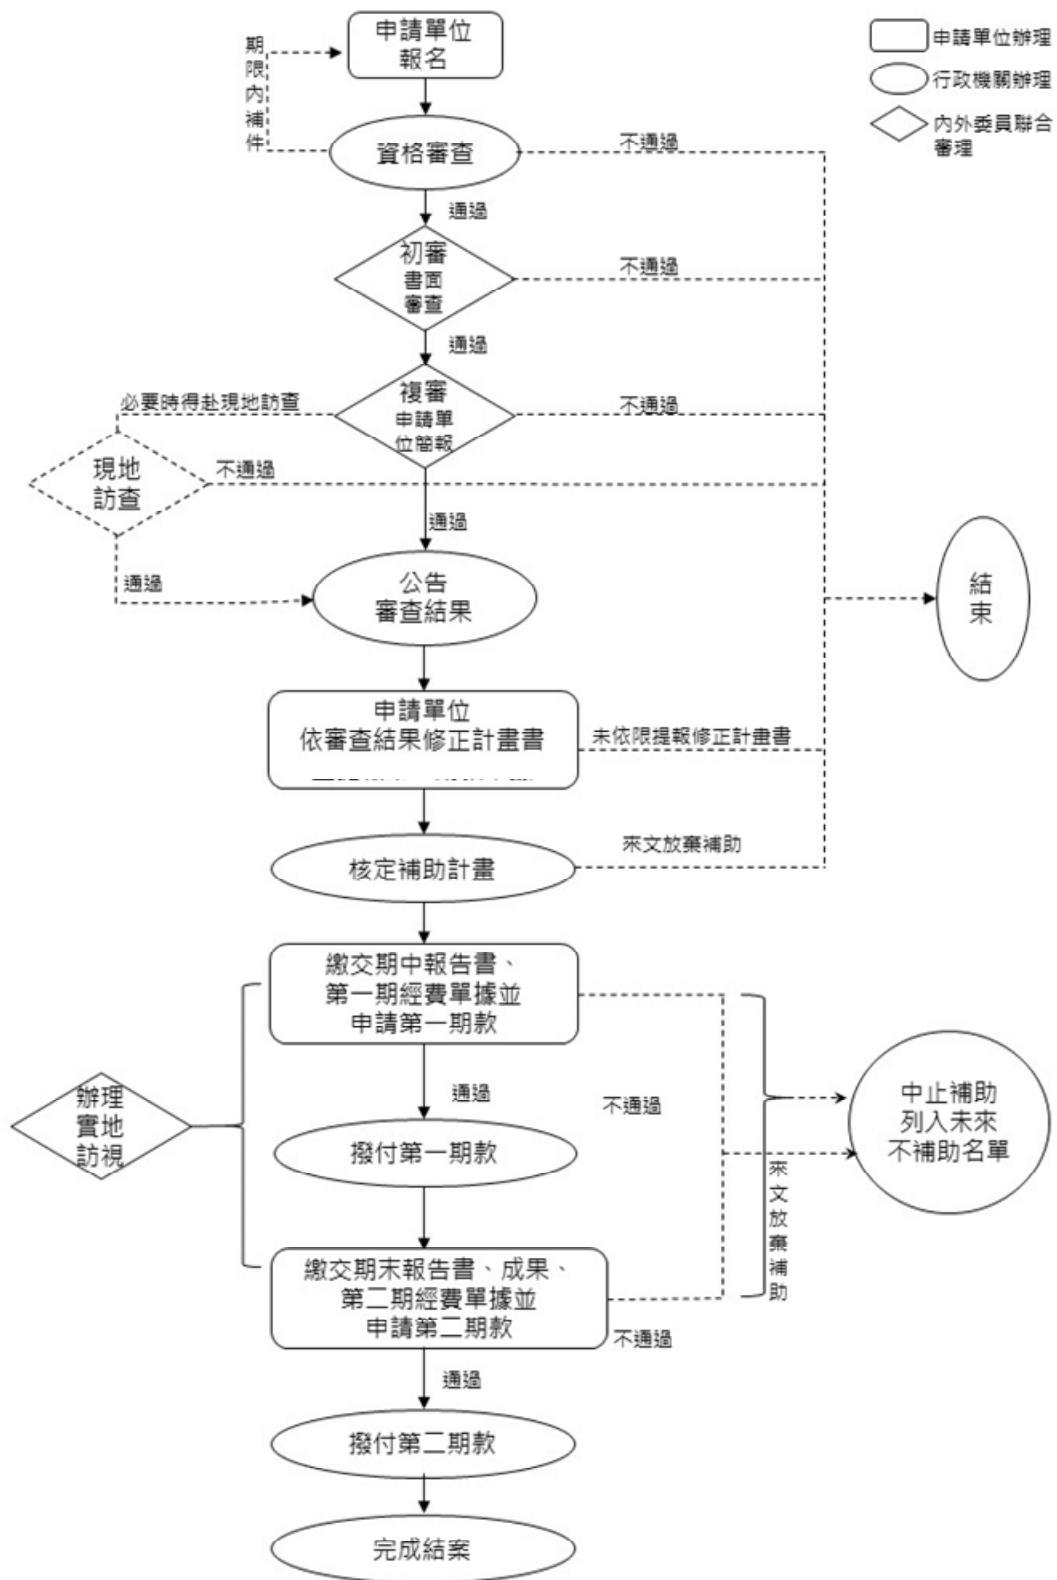 申請單位
報名
申請單位辦理
行政機關辦理
內外委員聯合
審理
期限內補件
資格審查
不通過
通過
初審
書面
審查
不通過
通過
必要時得赴現地訪查
複審
申請單
位簡報
不通過
現地
訪查
不通過
通過
通過
公告
審查結果
結束
申請單位
依審查結果修正計畫書
未依限提報修正計畫書
核定補助計畫
來文放棄補助
繳交期中報告書、
第一期經費單據並
申請第一期款
辦理
實地
訪視
通過
不通過
中止補助
列入未來
不補助名單
撥付第一期款
來文放棄補助
繳交期末報告書、成果、
第二期經費單據並
申請第二期款
不通過
通過
撥付第二期款
完成結案